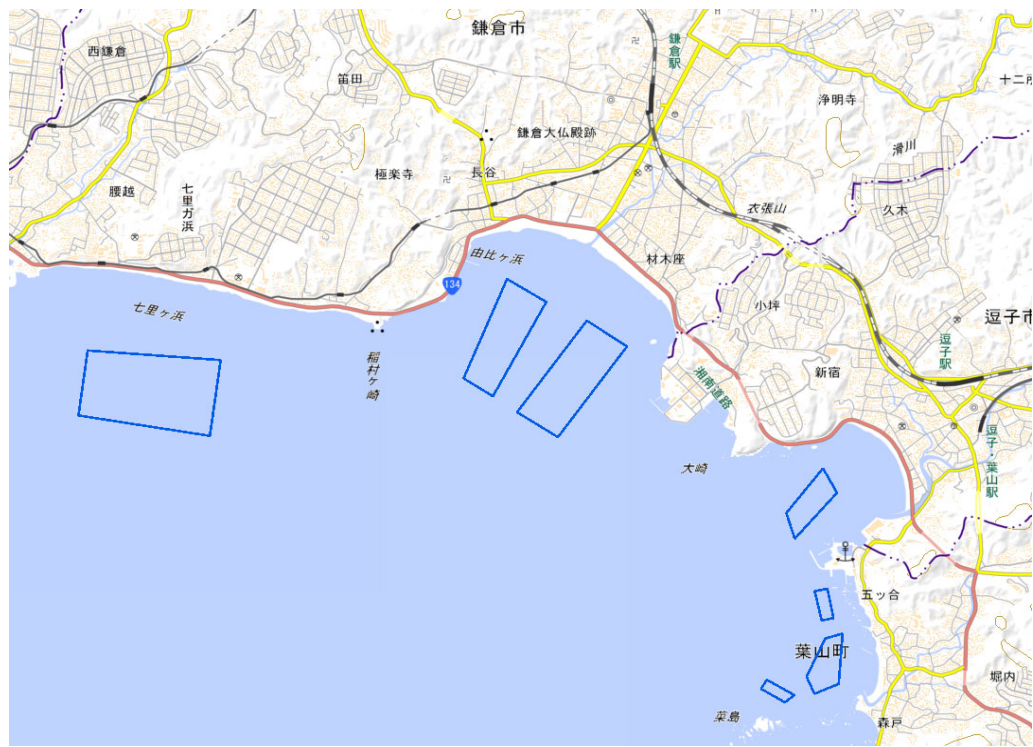 鎌倉市
西鎌倉
鎌倉駅
笛田
十二所
浄明寺
鎌倉大仏殿跡
滑川
長谷
極楽寺
腰越
七里ガ浜
久木
衣張山
由比ヶ浜
材木座
134
七里ヶ浜
小坪
逗子市
逗子駅
稲村ヶ崎
新宿
湘南道路
逗子・葉山駅
大崎
五ッ合
葉山町
堀内
菜島
森戸